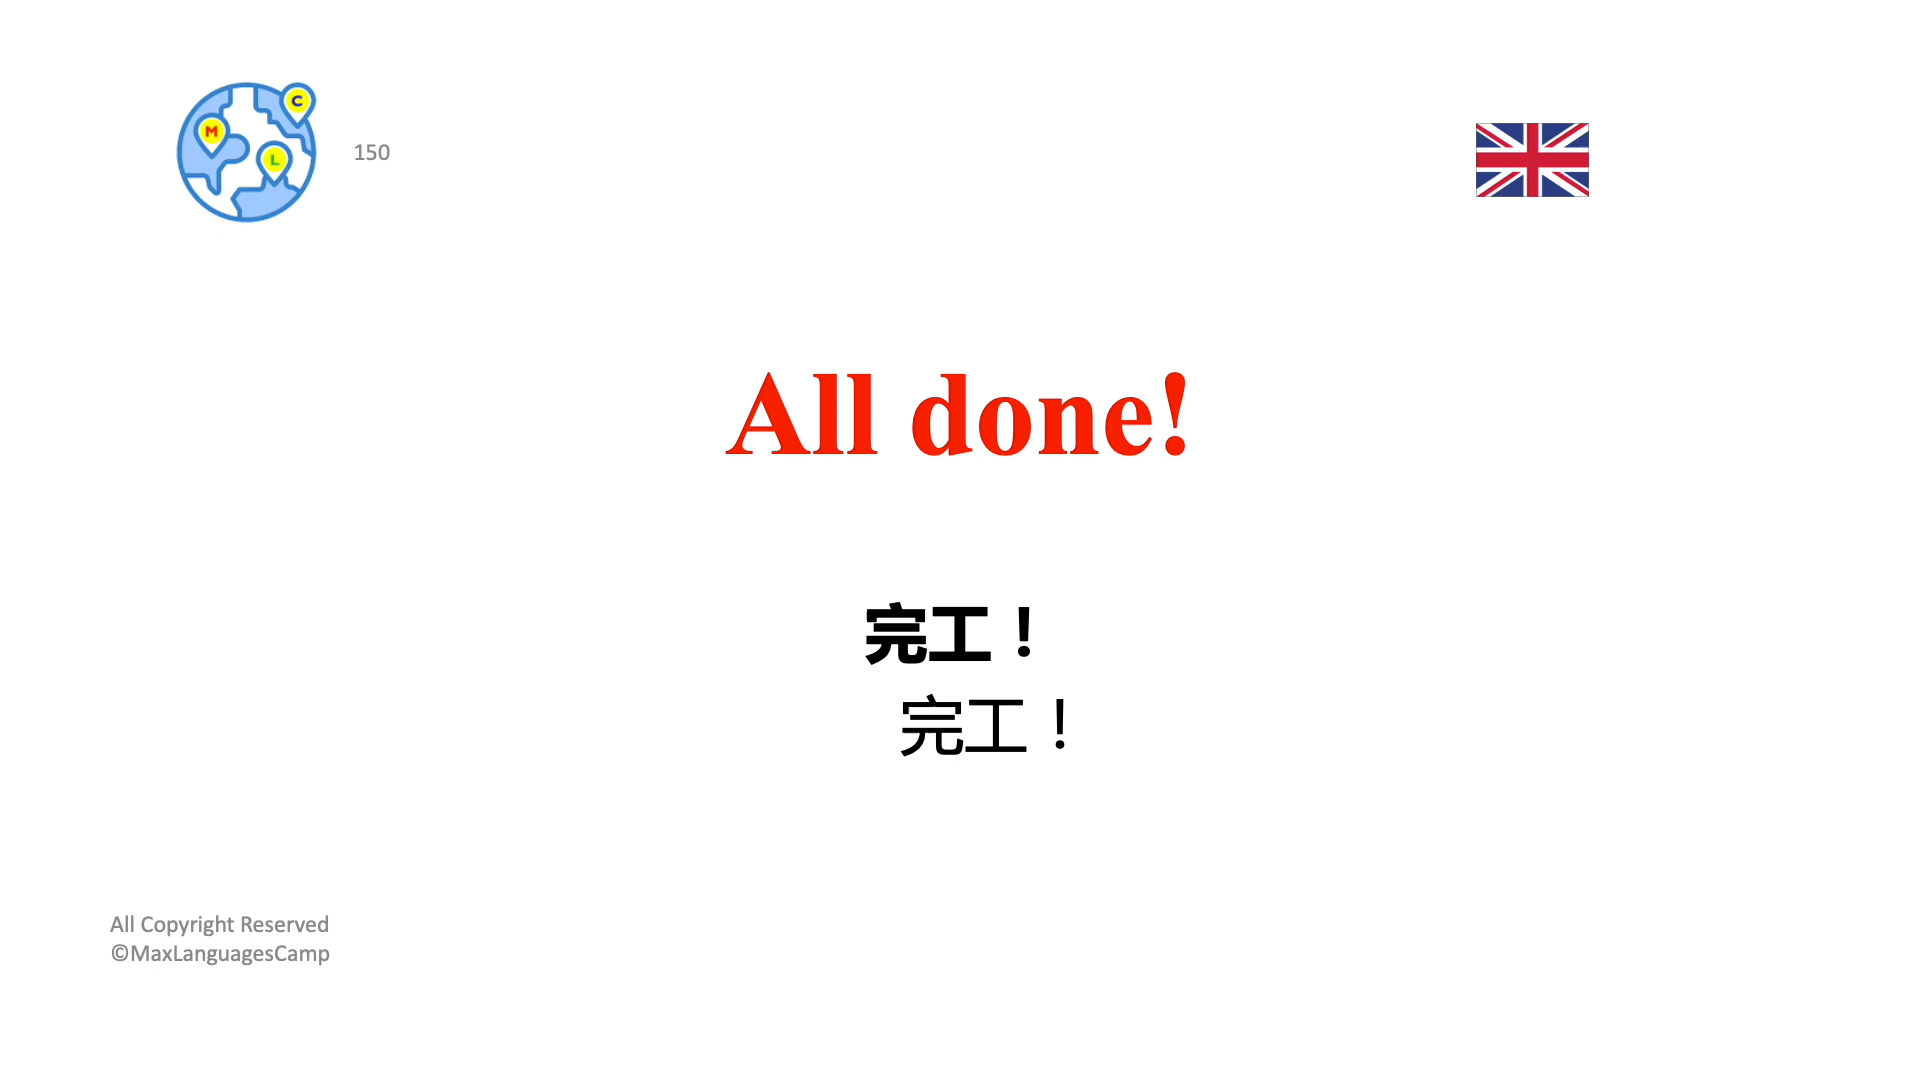 M
C
L
150
All done!
完工！
完工！
All Copyright Reserved
©MaxLanguagesCamp